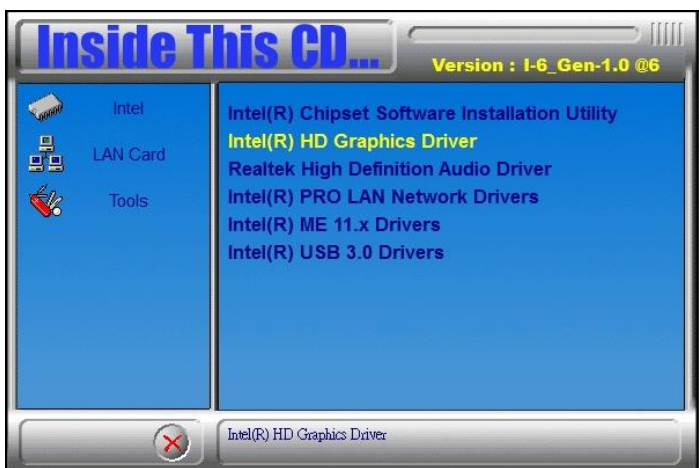 Inside This CD...
Version : I-6_Gen-1.0 @6
Intel
LAN Card
Tools
Intel(R) Chipset Software Installation Utility
Intel(R) HD Graphics Driver
Realtek High Definition Audio Driver
Intel(R) PRO LAN Network Drivers
Intel(R) ME 11.x Drivers
Intel(R) USB 3.0 Drivers
Intel(R) HD Graphics Driver